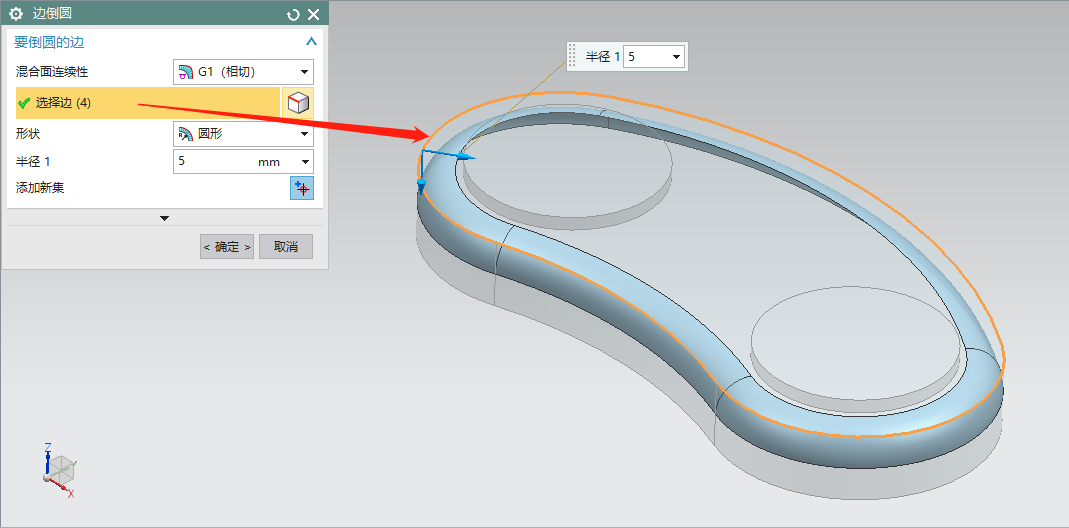 边倒圆
要倒圆的边
混合面连续性
G1（相切）
选择边 (4)
形状
圆形
半径 1
5
mm
添加新集
< 确定 >
取消
半径 1
5
Z
Y
X